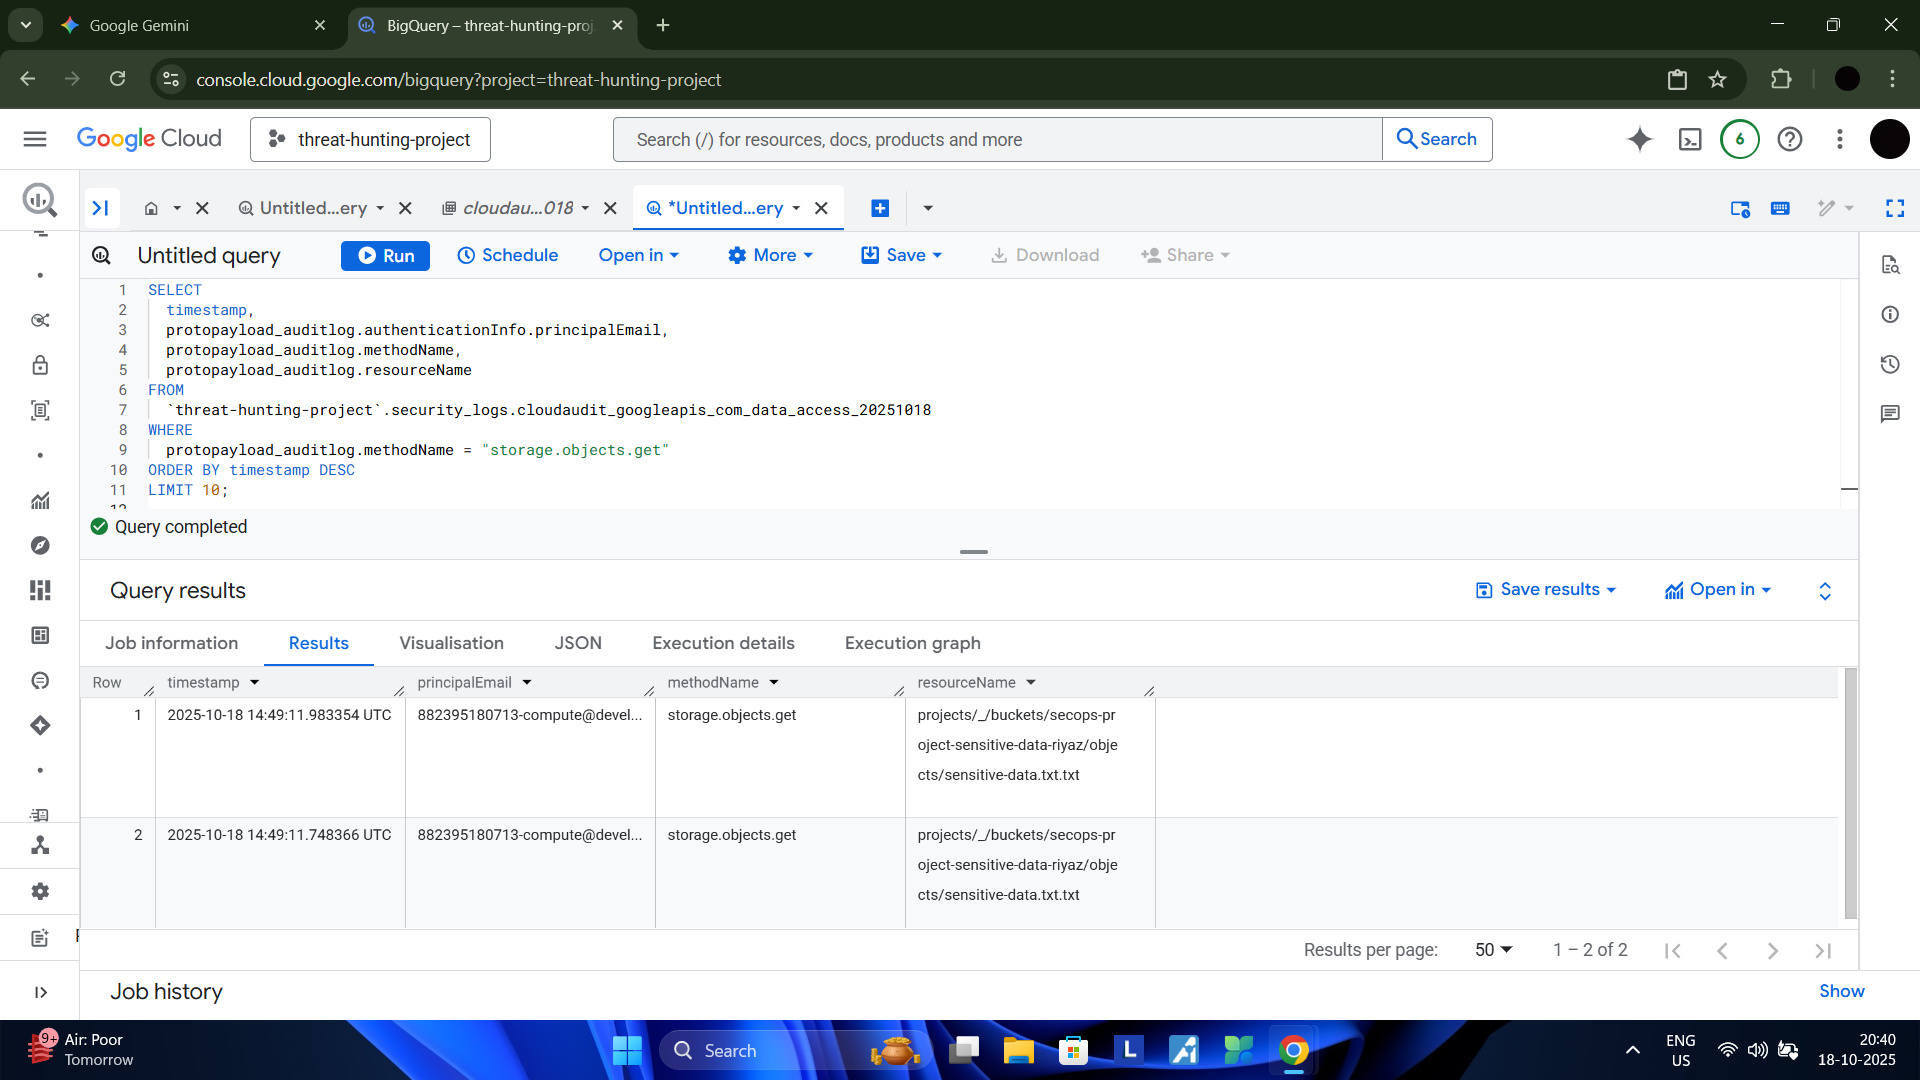 Google Gemini
BigQuery – threat-hunting-proj
console.cloud.google.com/bigquery?project=threat-hunting-project
Google Cloud
threat-hunting-project
Search (/) for resources, docs, products and more
Search
6
Untitled...ery
cloudau...018
*Untitled...ery
Untitled query
Run
Schedule
Open in
More
Save
Download
Share
1 SELECT
2 timestamp,
3 protopayload_auditlog.authenticationInfo.principalEmail,
4 protopayload_auditlog.methodName,
5 protopayload_auditlog.resourceName
6 FROM
7 `threat-hunting-project`.security_logs.cloudaudit_googleapis_com_data_access_20251018
8 WHERE
9 protopayload_auditlog.methodName = "storage.objects.get"
10 ORDER BY timestamp DESC
11 LIMIT 10;
12
Query completed
Query results
Save results
Open in
Job information
Results
Visualisation
JSON
Execution details
Execution graph
Row timestamp principalEmail methodName resourceName
1 2025-10-18 14:49:11.983354 UTC 882395180713-compute@devel... storage.objects.get projects/_/buckets/secops-pr
oject-sensitive-data-riyaz/obje
cts/sensitive-data.txt.txt
2 2025-10-18 14:49:11.748366 UTC 882395180713-compute@devel... storage.objects.get projects/_/buckets/secops-pr
oject-sensitive-data-riyaz/obje
cts/sensitive-data.txt.txt
Results per page: 50 1 – 2 of 2
Job history
Show
9+
Air: Poor
Tomorrow
Search
L
ENG
US
20:40
18-10-2025